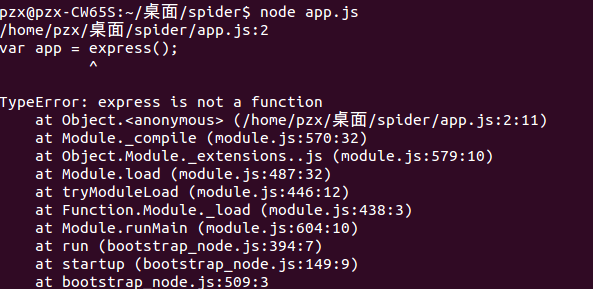 pzx@pzx-CW65S:~/桌面/spider$ node app.js
/home/pzx/桌面/spider/app.js:2
var app = express();
          ^
TypeError: express is not a function
    at Object.<anonymous> (/home/pzx/桌面/spider/app.js:2:11)
    at Module._compile (module.js:570:32)
    at Object.Module._extensions..js (module.js:579:10)
    at Module.load (module.js:487:32)
    at tryModuleLoad (module.js:446:12)
    at Function.Module._load (module.js:438:3)
    at Module.runMain (module.js:604:10)
    at run (bootstrap_node.js:394:7)
    at startup (bootstrap_node.js:149:9)
    at bootstrap_node.js:509:3